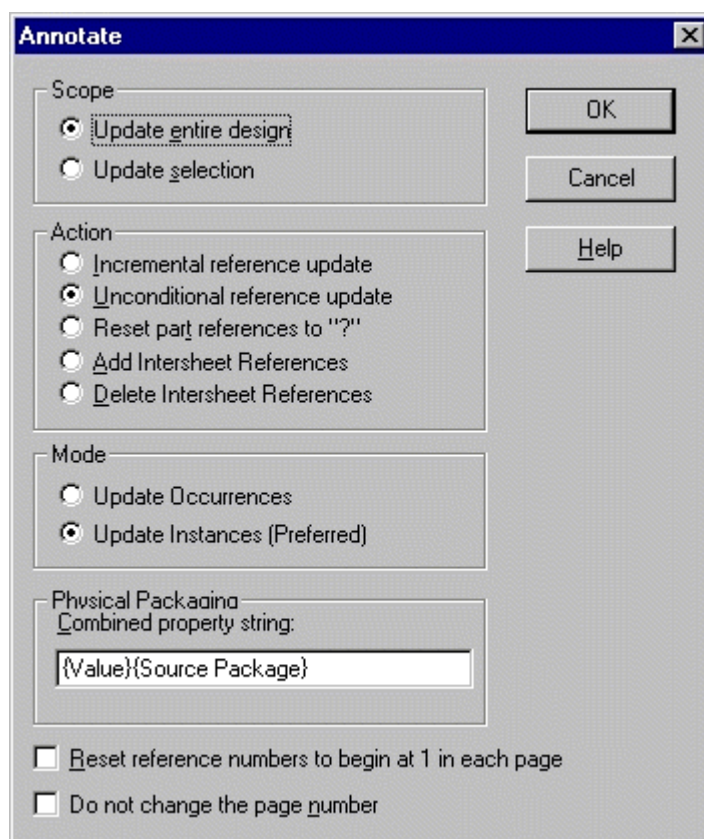 Annotate
Scope
Update entire design
Update selection
OK
Cancel
Help
Action
Incremental reference update
Unconditional reference update
Reset part references to "?"
Add Intersheet References
Delete Intersheet References
Mode
Update Occurrences
Update Instances (Preferred)
Physical Packaging
Combined property string:
{Value}{Source Package}
Reset reference numbers to begin at 1 in each page
Do not change the page number